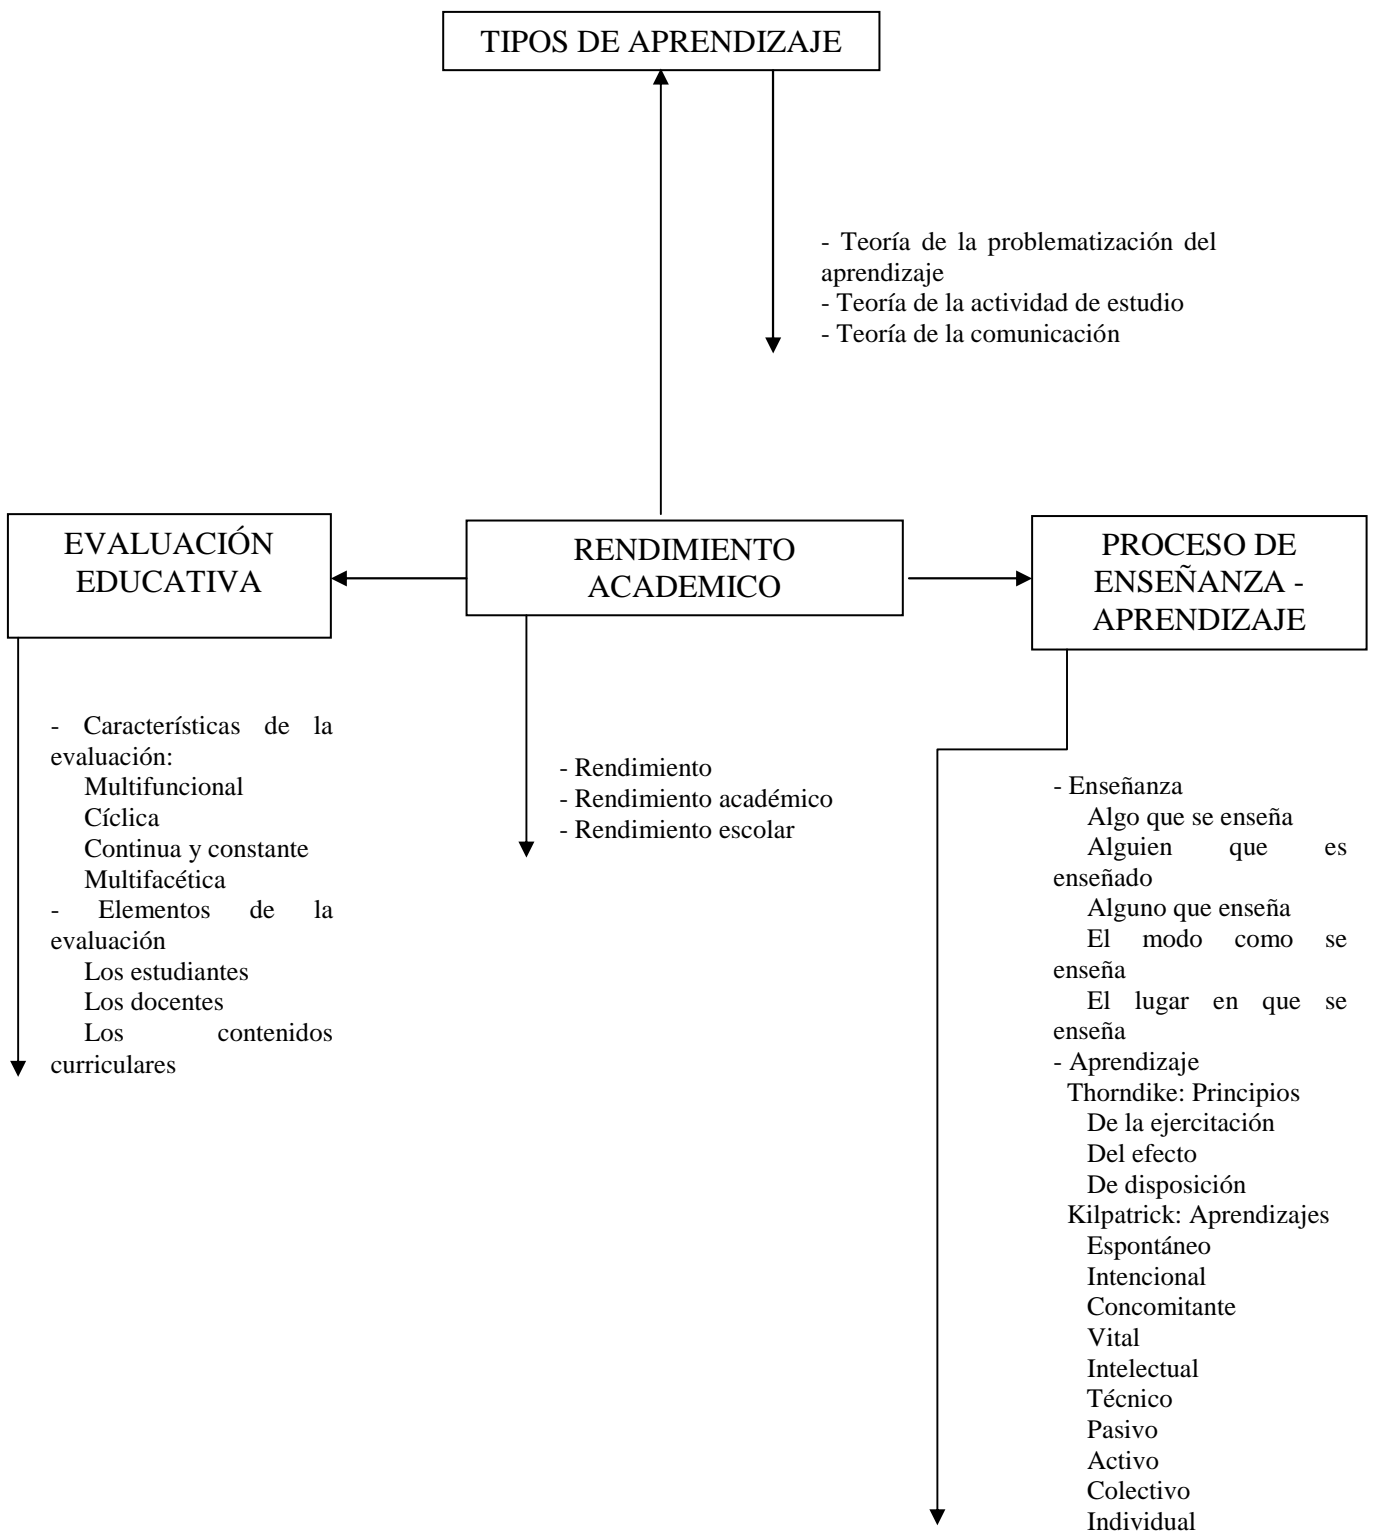 TIPOS DE APRENDIZAJE
- Teoría de la problematización del
aprendizaje
- Teoría de la actividad de estudio
- Teoría de la comunicación
EVALUACIÓN
EDUCATIVA
RENDIMIENTO
ACADEMICO
PROCESO DE
ENSEÑANZA -
APRENDIZAJE
- Características de la
evaluación:
Multifuncional
Cíclica
Continua y constante
Multifacética
- Elementos de la
evaluación
Los estudiantes
Los docentes
Los contenidos
curriculares
- Rendimiento
- Rendimiento académico
- Rendimiento escolar
- Enseñanza
Algo que se enseña
Alguien que es
enseñado
Alguno que enseña
El modo como se
enseña
El lugar en que se
enseña
- Aprendizaje
Thorndike: Principios
De la ejercitación
Del efecto
De disposición
Kilpatrick: Aprendizajes
Espontáneo
Intencional
Concomitante
Vital
Intelectual
Técnico
Pasivo
Activo
Colectivo
Individual